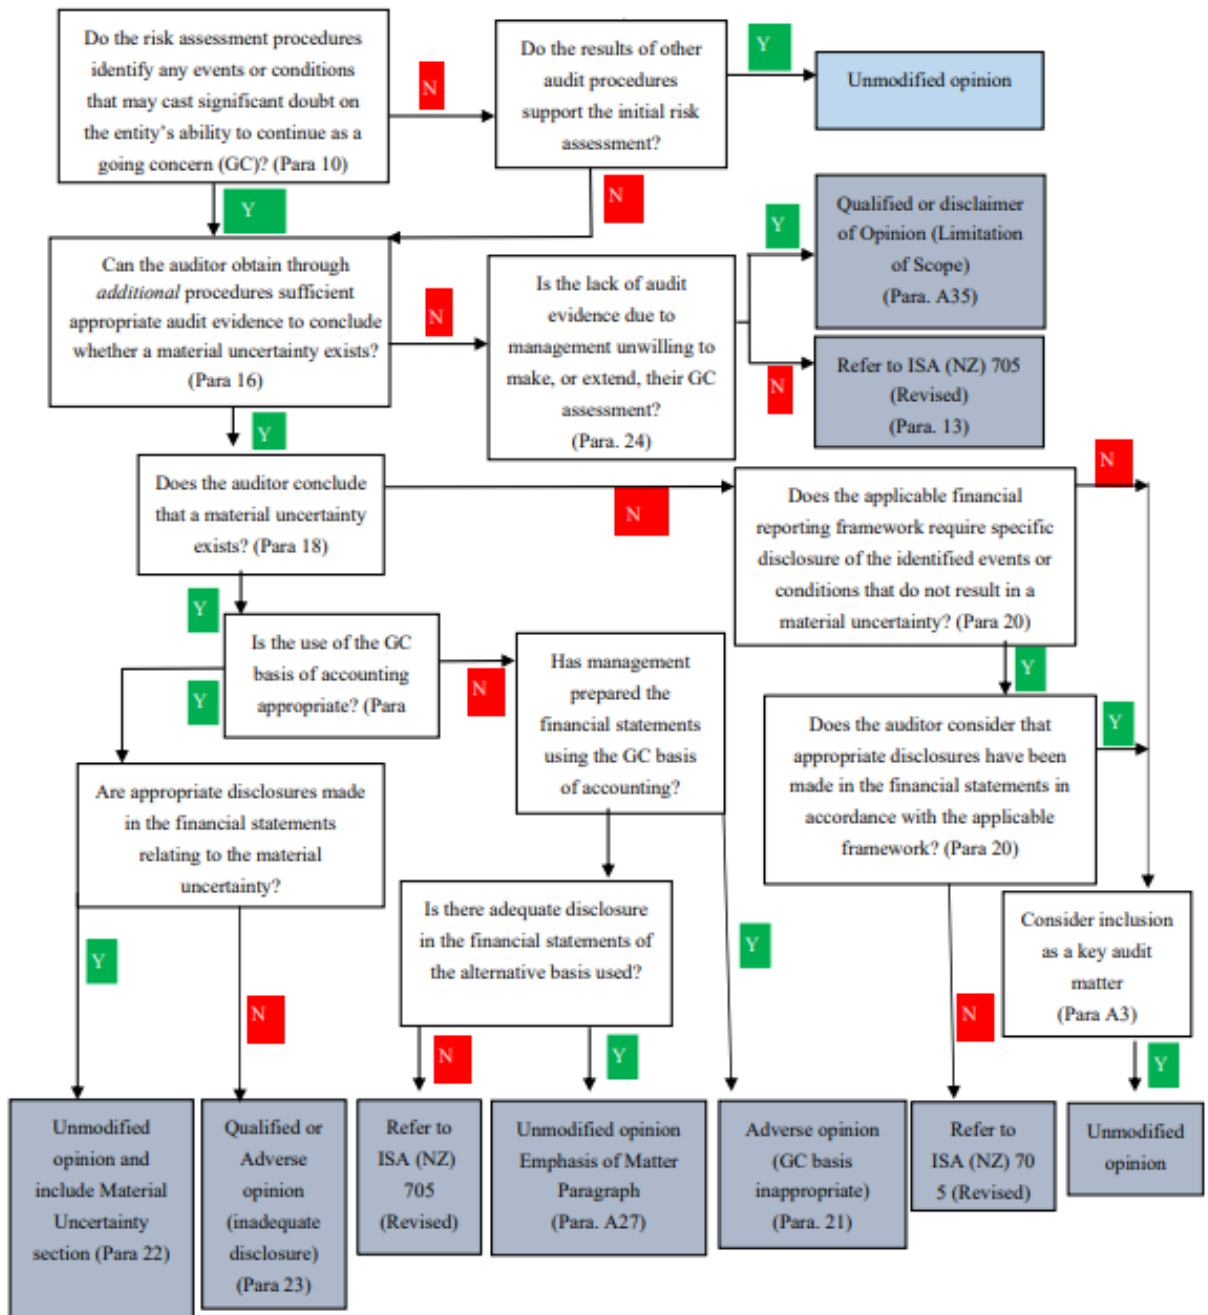 Do the risk assessment procedures
identify any events or conditions
that may cast significant doubt on
the entity's ability to continue as a
going concern (GC)? (Para 10)
N
Do the results of other
audit procedures
support the initial risk
assessment?
Y
Unmodified opinion
Y
N
Can the auditor obtain through
additional procedures sufficient
appropriate audit evidence to conclude
whether a material uncertainty exists?
(Para 16)
N
Is the lack of audit
evidence due to
management unwilling to
make, or extend, their GC
assessment?
(Para. 24)
Y
Qualified or disclaimer
of Opinion (Limitation
of Scope)
(Para. A35)
N
Refer to ISA (NZ) 705
(Revised)
(Para. 13)
Y
Does the auditor conclude
that a material uncertainty
exists? (Para 18)
N
Does the applicable financial
reporting framework require specific
disclosure of the identified events or
conditions that do not result in a
material uncertainty? (Para 20)
N
Y
Is the use of the GC
basis of accounting
appropriate? (Para
N
Has management
prepared the
financial statements
using the GC basis
of accounting?
Y
Does the auditor consider that
appropriate disclosures have been
made in the financial statements in
accordance with the applicable
framework? (Para 20)
Y
Y
Are appropriate disclosures made
in the financial statements
relating to the material
uncertainty?
Is there adequate disclosure
in the financial statements of
the alternative basis used?
Consider inclusion
as a key audit
matter
(Para A3)
Y
N
N
Y
Y
N
Y
Unmodified
opinion and
include Material
Uncertainty
section (Para 22)
Qualified or
Adverse
opinion
(inadequate
disclosure)
(Para 23)
Refer to
ISA (NZ)
705
(Revised)
Unmodified opinion
Emphasis of Matter
Paragraph
(Para. A27)
Adverse opinion
(GC basis
inappropriate)
(Para. 21)
Refer to
ISA (NZ) 70
5 (Revised)
Unmodified
opinion